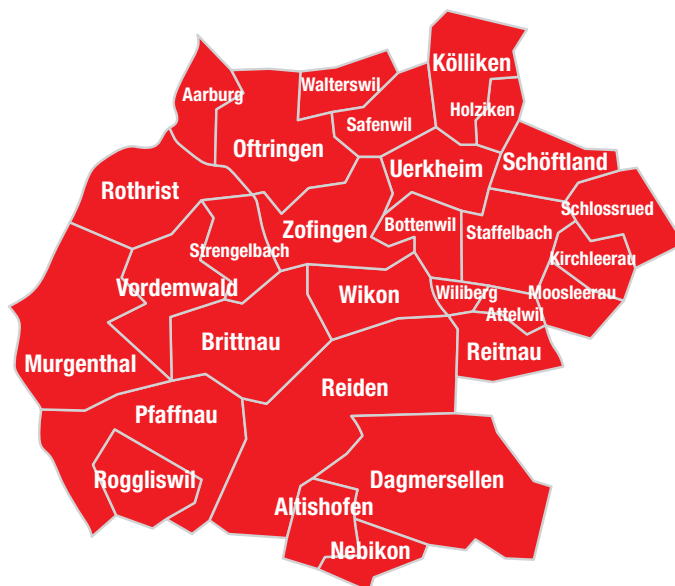 Kölliken
Walterswil
Aarburg
Holziken
Safenwil
Oftringen
Uerkheim
Schöftland
Rothrist
Schlossrued
Zofingen
Bottenwil
Staffelbach
Strengelbach
Kirchleerau
Vordemwald
Wikon
Wiliberg
Moosleerau
Attelwil
Brittnau
Reitnau
Murgenthal
Reiden
Pfaffnau
Roggliswil
Dagmersellen
Altishofen
Nebikon